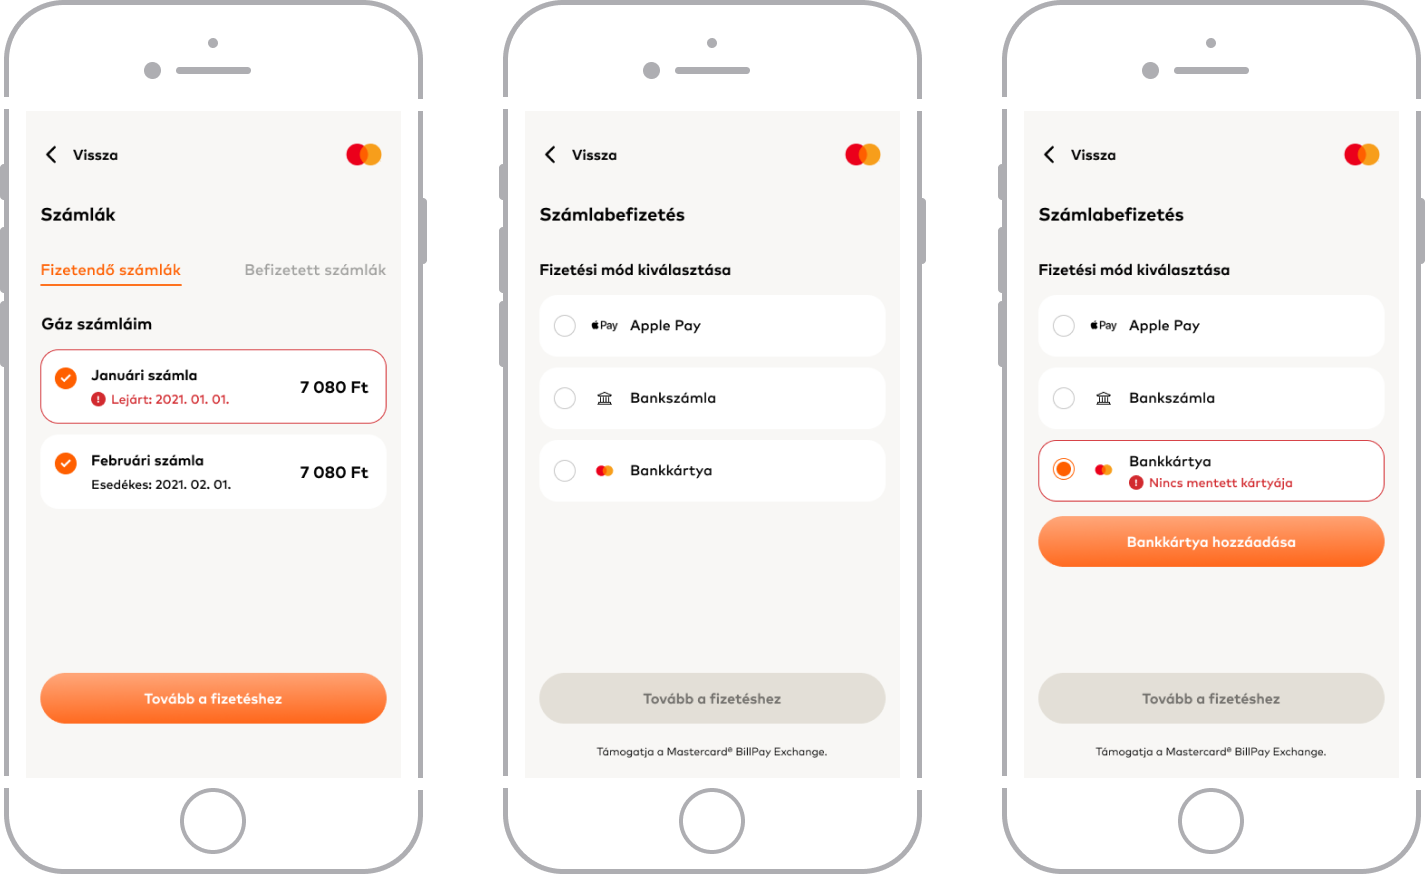 Vissza
Számlák
Fizetendő számlák
Befizetett számlák
Gáz számláim
Januári számla
7 080 Ft
Lejárt: 2021. 01. 01.
Februári számla
7 080 Ft
Esedékes: 2021. 02. 01.
Tovább a fizetéshez
Vissza
Számlabefizetés
Fizetési mód kiválasztása
Pay Apple Pay
Bankszámla
Bankkártya
Tovább a fizetéshez
Támogatja a Mastercard® BillPay Exchange.
Vissza
Számlabefizetés
Fizetési mód kiválasztása
Pay Apple Pay
Bankszámla
Bankkártya
Nincs mentett kártyája
Bankkártya hozzáadása
Tovább a fizetéshez
Támogatja a Mastercard® BillPay Exchange.